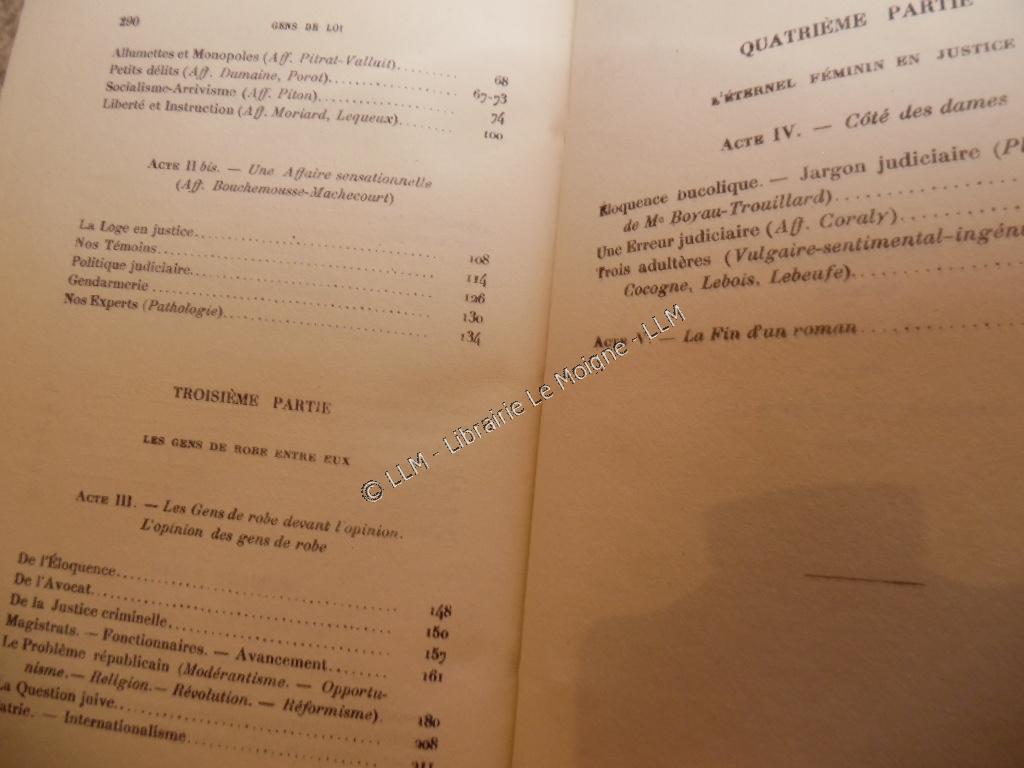 290
GENS DE LOI
Allumettes et Monopoles (Aff. Pitrat-Valluit).......... 68
Petits délits (Aff. Dumaine, Porot).................. 67-73
Socialisme-Arrivisme (Aff. Piton).................. 74
Liberté et Instruction (Aff. Moriard, Lequeux).......... 100
ACTE II bis. — Une Affaire sensationnelle
(Aff. Bouchemousse-Machecourt)
La Loge en justice.................. 108
Nos Témoins.................. 114
Politique judiciaire.................. 126
Gendarmerie.................. 130
Nos Experts (Pathologie).................. 134
TROISIÈME PARTIE
LES GENS DE ROBE ENTRE EUX
ACTE III. — Les Gens de robe devant l'opinion.
L'opinion des gens de robe
De l'Éloquence.................. 148
De l'Avocat.................. 150
De la Justice criminelle.................. 157
Magistrats. — Fonctionnaires. — Avancement........ 161
Le Problème républicain (Modérantisme. — Opportu-
nisme. — Religion. — Révolution. — Réformisme). 180
La Question juive.................. 208
— Internationalisme..................
QUATRIÈME PARTIE
L'ÉTERNEL FÉMININ EN JUSTICE
ACTE IV. — Côté des dames
Éloquence bucolique. — Jargon judiciaire
de Me Boyau-Trouillard)..................
Une Erreur judiciaire (Aff. Coraly)..................
Trois adultères (Vulgaire-sentimental-ingénu
Cocogne, Lebois, Lebeufe)..................
— La Fin d'un roman..................
© LLM - Librairie Le Moigne - LLM